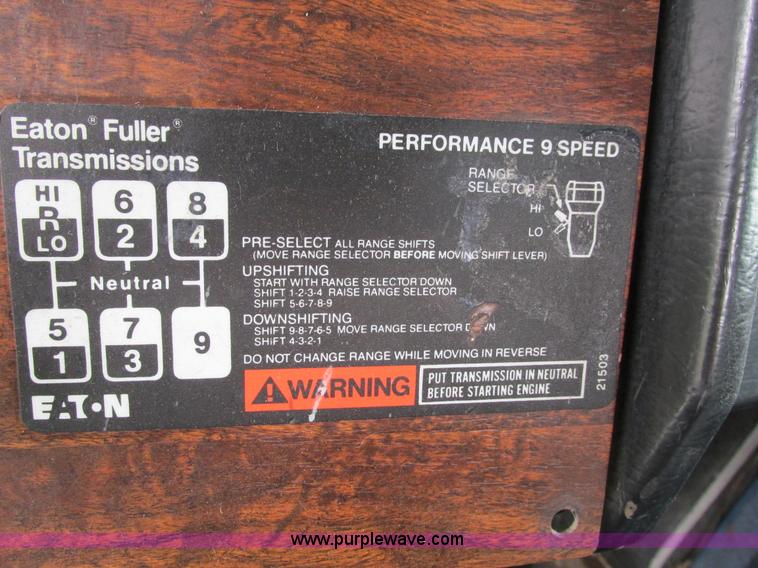 Eaton® Fuller®
Transmissions
PERFORMANCE 9 SPEED
HI 6 8
R 2 4
LO
Neutral
5 7 9
1 3
EATON
RANGE
SELECTOR
HI
LO
PRE-SELECT ALL RANGE SHIFTS
(MOVE RANGE SELECTOR BEFORE MOVING SHIFT LEVER)
UPSHIFTING
START WITH RANGE SELECTOR DOWN
SHIFT 1-2-3-4 RAISE RANGE SELECTOR
SHIFT 5-6-7-8-9
DOWNSHIFTING
SHIFT 9-8-7-6-5 MOVE RANGE SELECTOR DOWN
SHIFT 4-3-2-1
DO NOT CHANGE RANGE WHILE MOVING IN REVERSE
WARNING
PUT TRANSMISSION IN NEUTRAL
BEFORE STARTING ENGINE
21503
www.purplewave.com